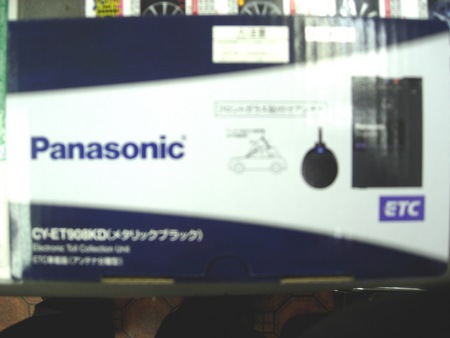 Panasonic
ETC
CY-ET908KD(メタリックブラック)
Electronic Toll Collection Unit
ETC車載器(アンテナ分離型)